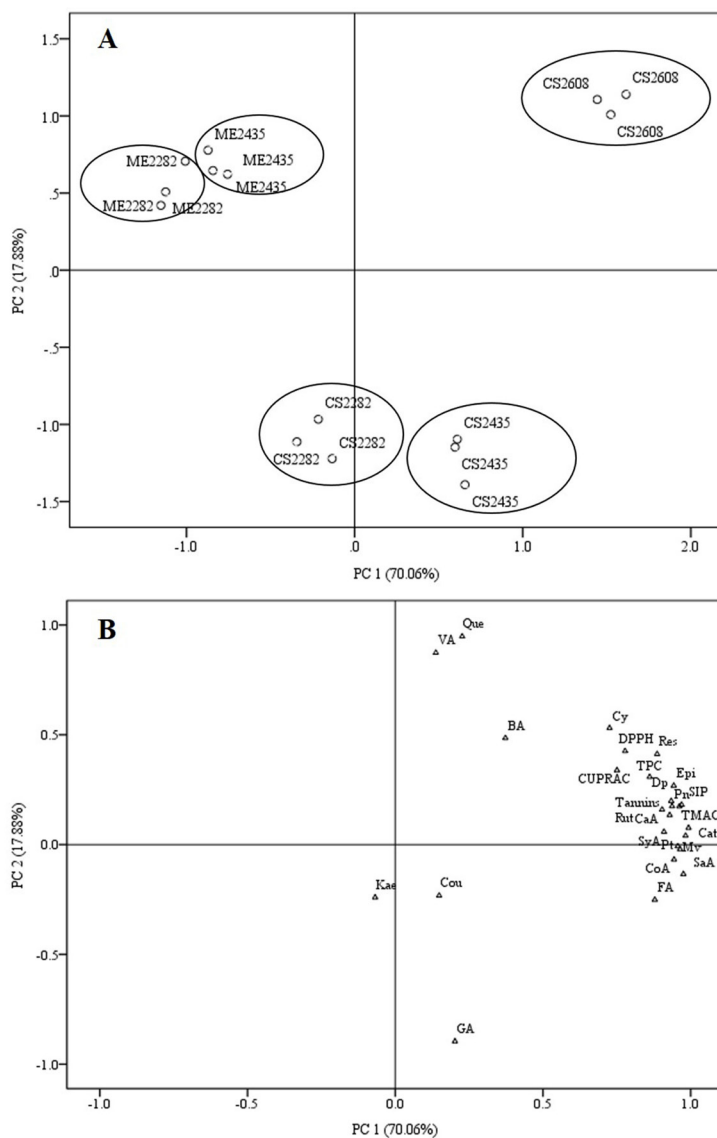 A
1.5
1.0
.5
.0
-.5
-1.0
-1.5
PC 2 (17.88%)
CS2608
CS2608
CS2608
ME2435
ME2435
ME2435
ME2282
ME2282
ME2282
CS2282
CS2282
CS2282
CS2435
CS2435
CS2435
-1.0
.0
1.0
2.0
PC 1 (70.06%)
B
1.0
0.5
0.0
-0.5
-1.0
PC 2 (17.88%)
Que
VA
BA
Cy
DPPH
Res
TPC
Epi
CUPRAC
Dp
Pn
SIP
Tannins
TMAC
Rut
CaA
Cat
SyA
Pt
Mv
CoA
SaA
FA
Kae
Cou
GA
-1.0
-0.5
0.0
0.5
1.0
PC 1 (70.06%)